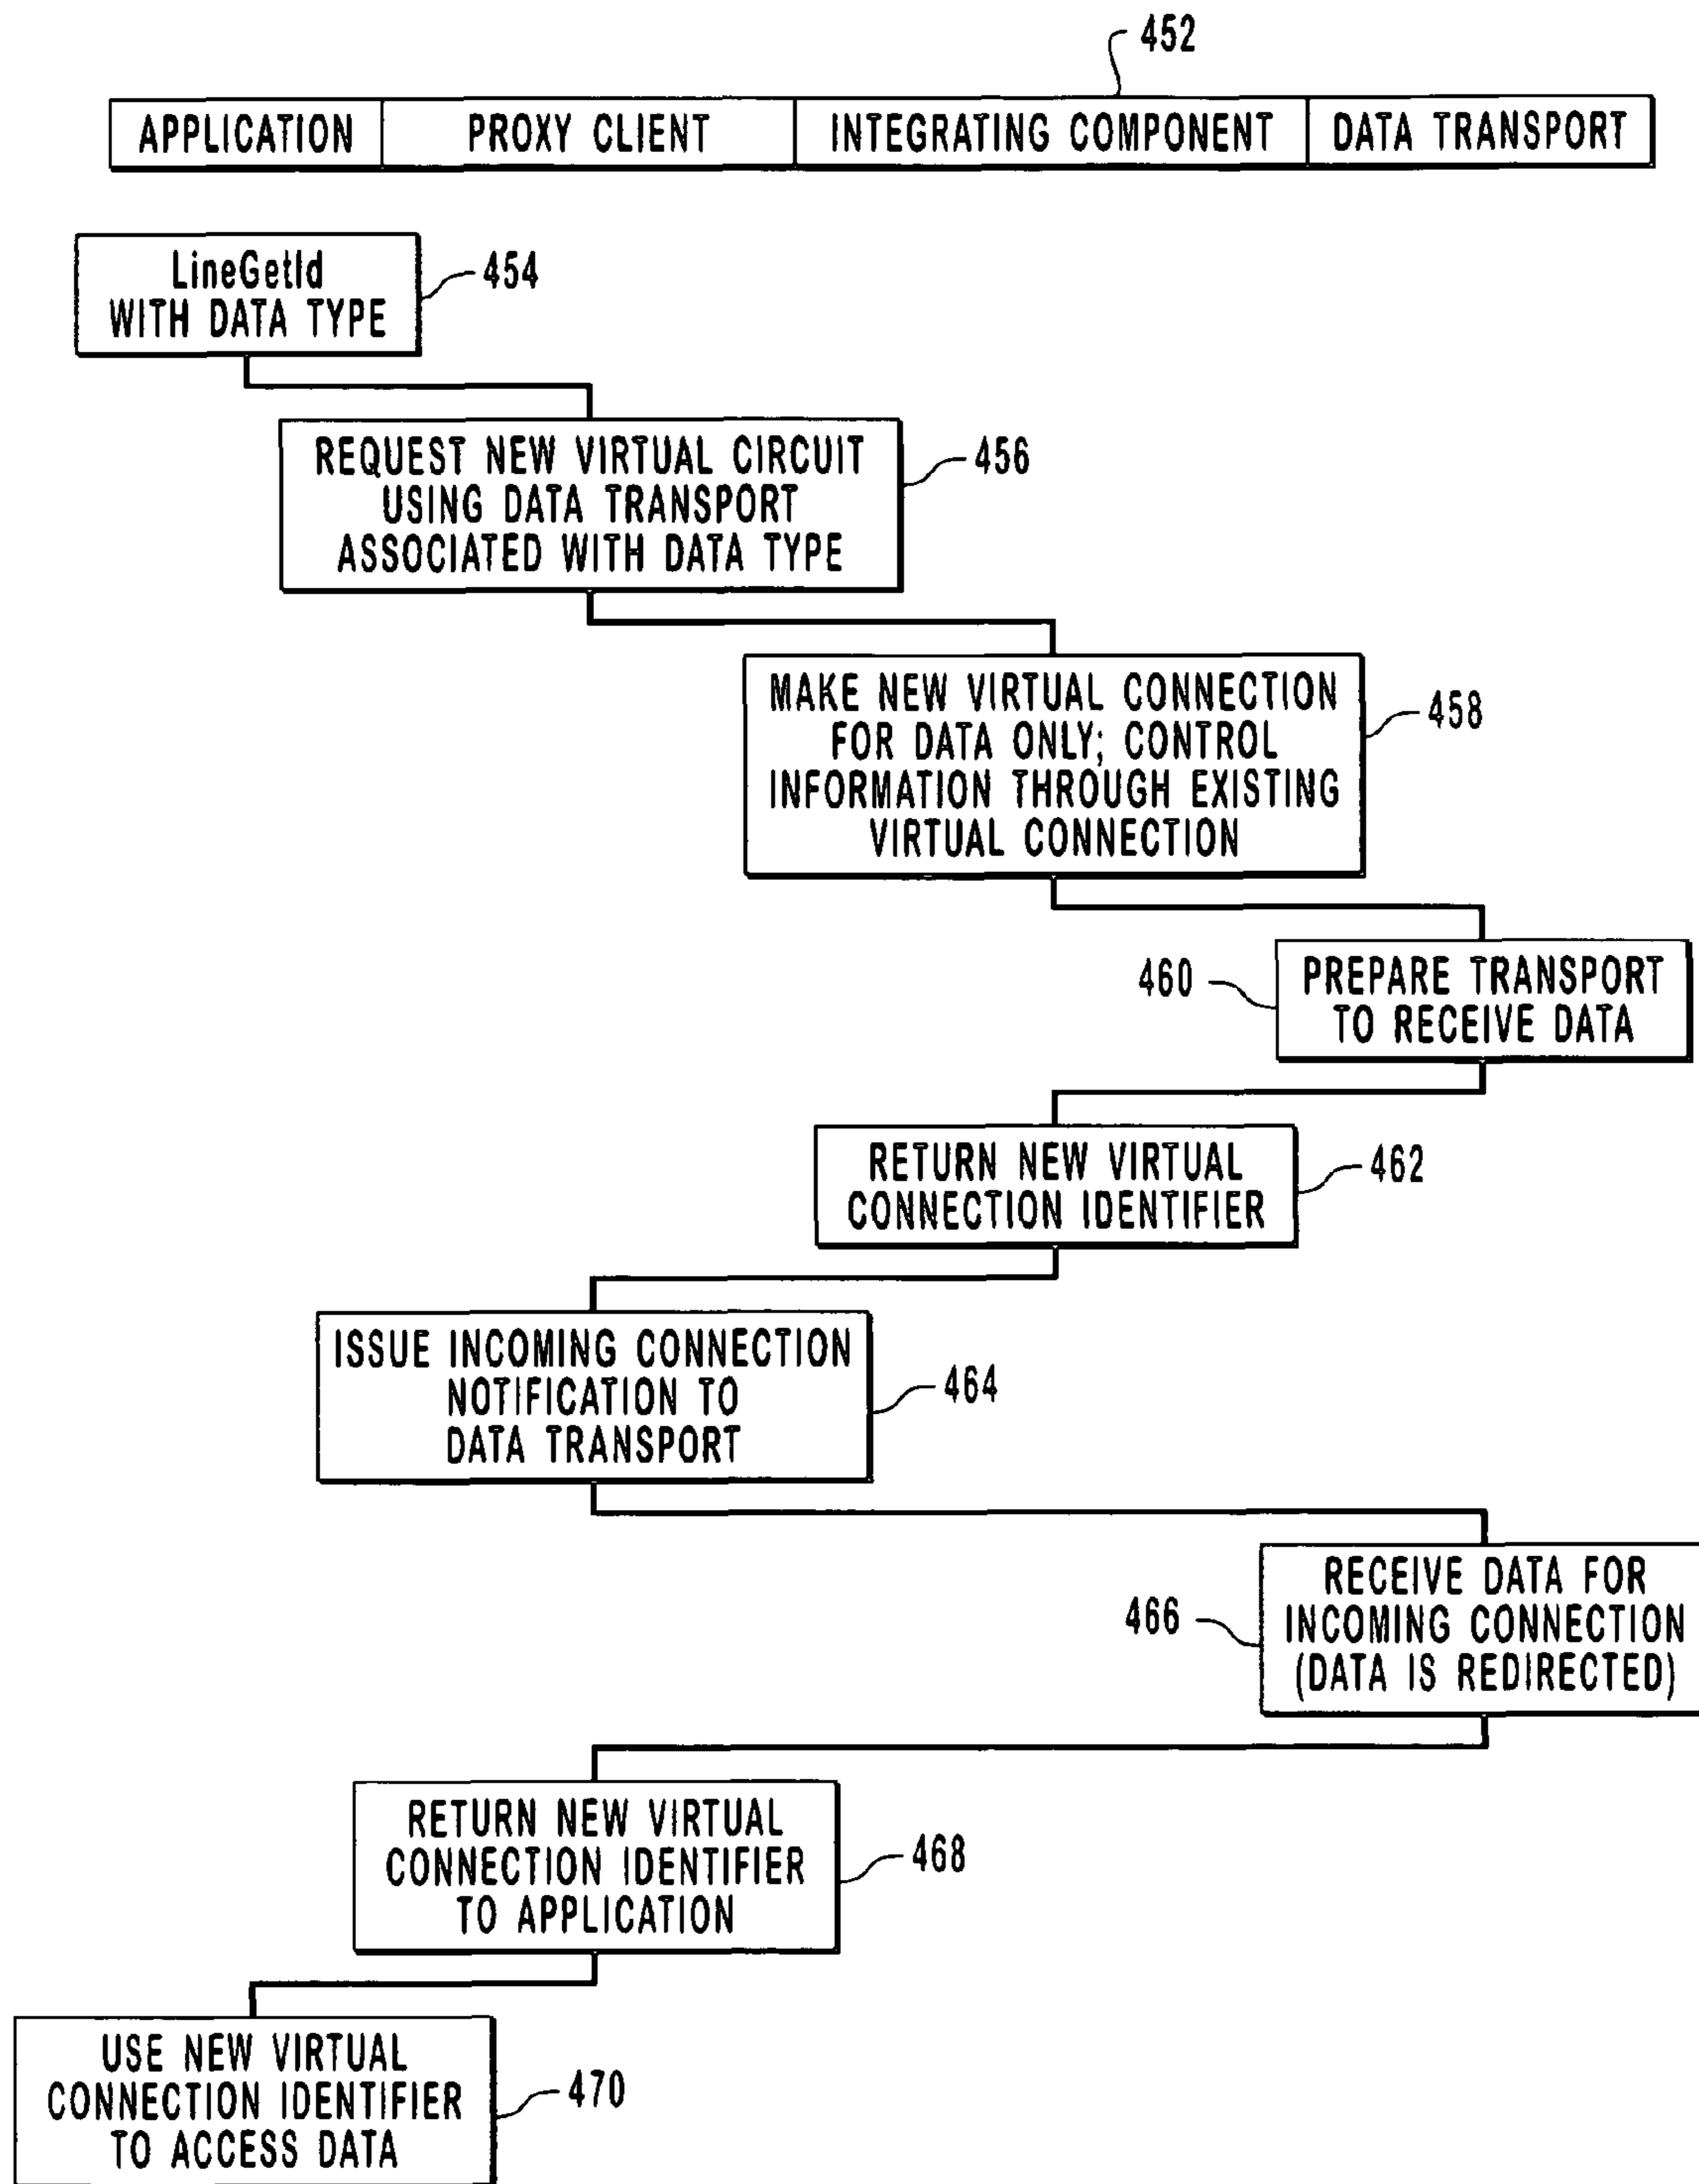 452
APPLICATION PROXY CLIENT INTEGRATING COMPONENT DATA TRANSPORT
LineGetId
WITH DATA TYPE
454
REQUEST NEW VIRTUAL CIRCUIT
USING DATA TRANSPORT
ASSOCIATED WITH DATA TYPE
456
MAKE NEW VIRTUAL CONNECTION
FOR DATA ONLY; CONTROL
INFORMATION THROUGH EXISTING
VIRTUAL CONNECTION
458
460
PREPARE TRANSPORT
TO RECEIVE DATA
RETURN NEW VIRTUAL
CONNECTION IDENTIFIER
462
ISSUE INCOMING CONNECTION
NOTIFICATION TO
DATA TRANSPORT
464
466
RECEIVE DATA FOR
INCOMING CONNECTION
(DATA IS REDIRECTED)
RETURN NEW VIRTUAL
CONNECTION IDENTIFIER
TO APPLICATION
468
USE NEW VIRTUAL
CONNECTION IDENTIFIER
TO ACCESS DATA
470